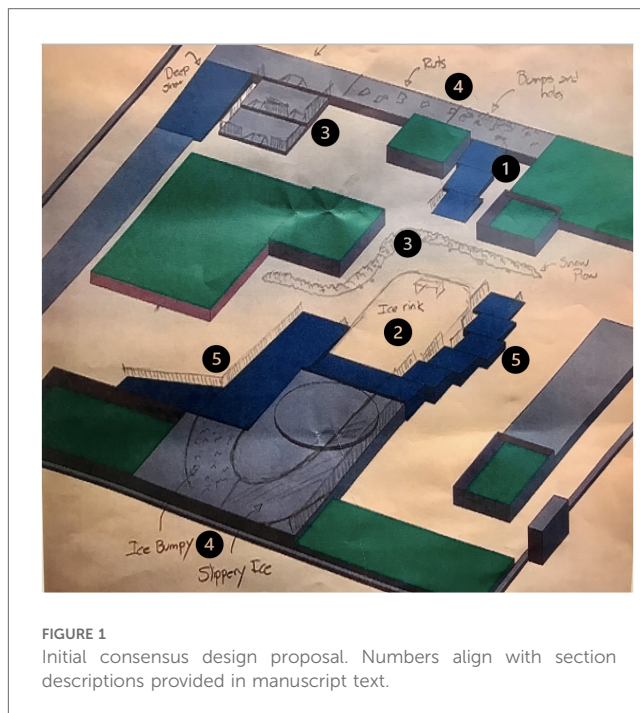 Deep
snow
Ruts
4
Bumps and
holes
3
1
3
Snow
Plow
Ice rink
2
5
5
Ice Bumpy
4
Slippery Ice
FIGURE 1
Initial consensus design proposal. Numbers align with section
descriptions provided in manuscript text.